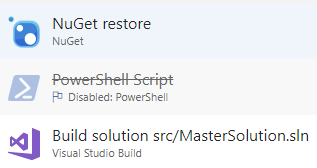 NuGet restore
NuGet
PowerShell Script
Disabled: PowerShell
Build solution src/MasterSolution.sln
Visual Studio Build